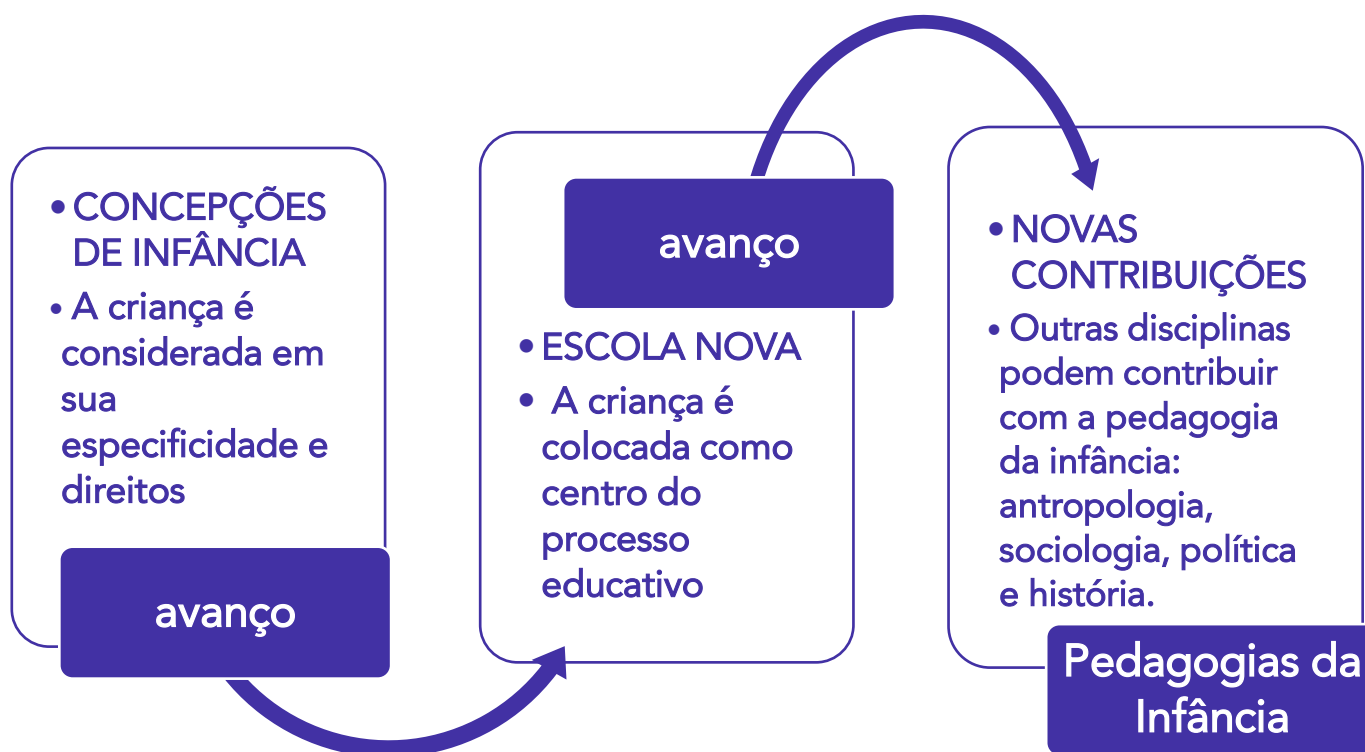 • CONCEPÇÕES
DE INFÂNCIA
• A criança é
considerada em
sua
especificidade e
direitos
avanço
avanço
• ESCOLA NOVA
• A criança é
colocada como
centro do
processo
educativo
• NOVAS
CONTRIBUIÇÕES
• Outras disciplinas
podem contribuir
com a pedagogia
da infância:
antropologia,
sociologia, política
e história.
Pedagogias da
Infância